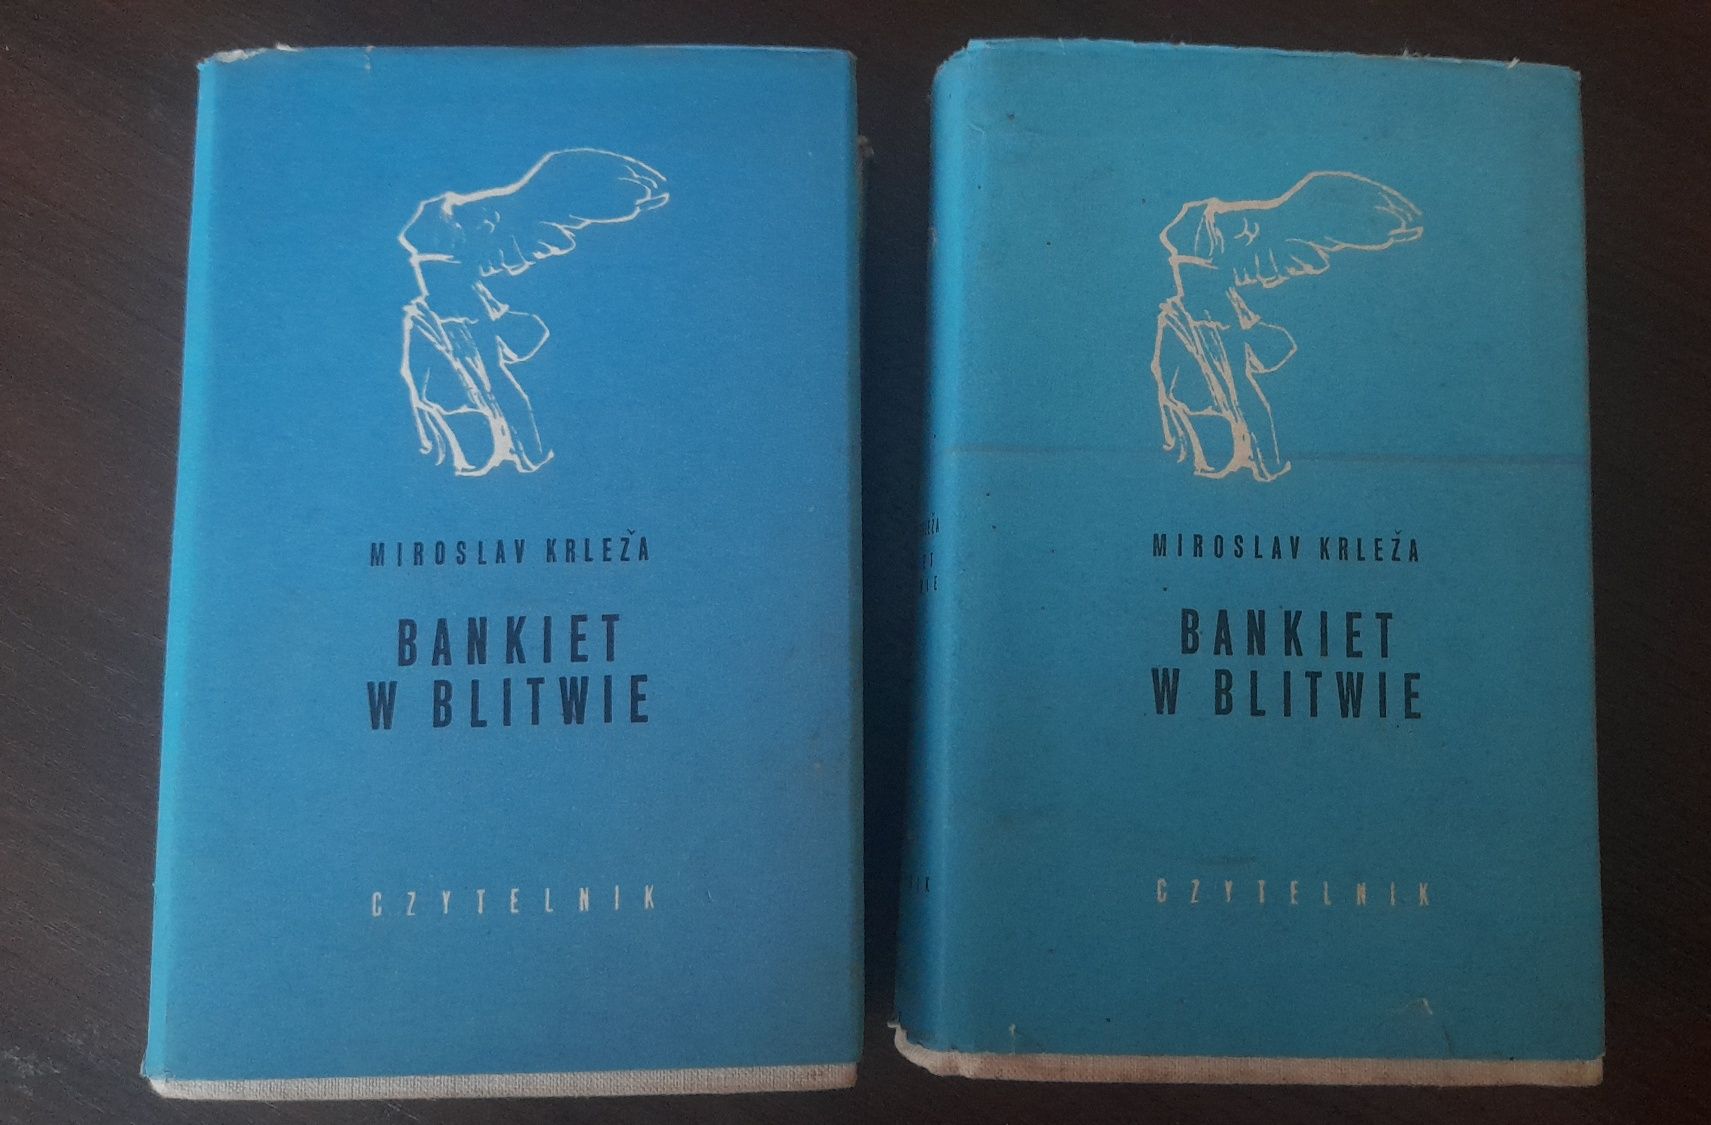 MIROSLAV KRLEŽA
BANKIET
W BLITWIE
CZYTELNIK
MIROSLAV KRLEŽA
BANKIET
W BLITWIE
CZYTELNIK